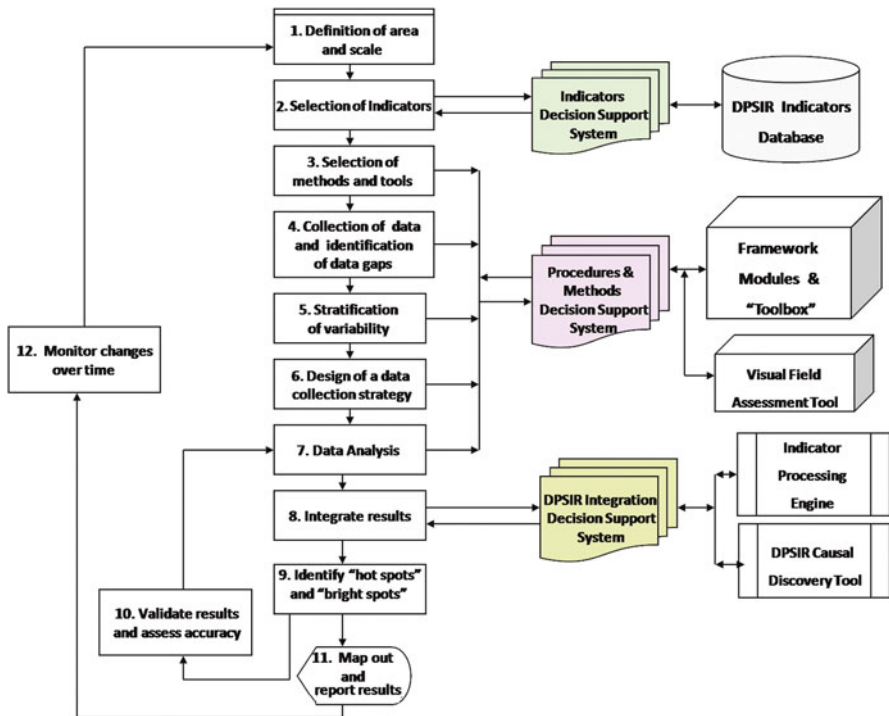 1. Definition of area
and scale
2. Selection of Indicators
Indicators
Decision Support
System
DPSIR Indicators
Database
3. Selection of
methods and tools
4. Collection of data
and identification
of data gaps
Procedures &
Methods
Decision Support
System
Framework
Modules &
"Toolbox"
5. Stratification
of variability
12. Monitor changes
over time
6. Design of a data
collection strategy
Visual Field
Assessment Tool
7. Data Analysis
Indicator
Processing
Engine
8. Integrate results
DPSIR Integration
Decision Support
System
DPSIR Causal
Discovery Tool
9. Identify "hot spots"
and "bright spots"
10. Validate results
and assess accuracy
11. Map out
and
report results